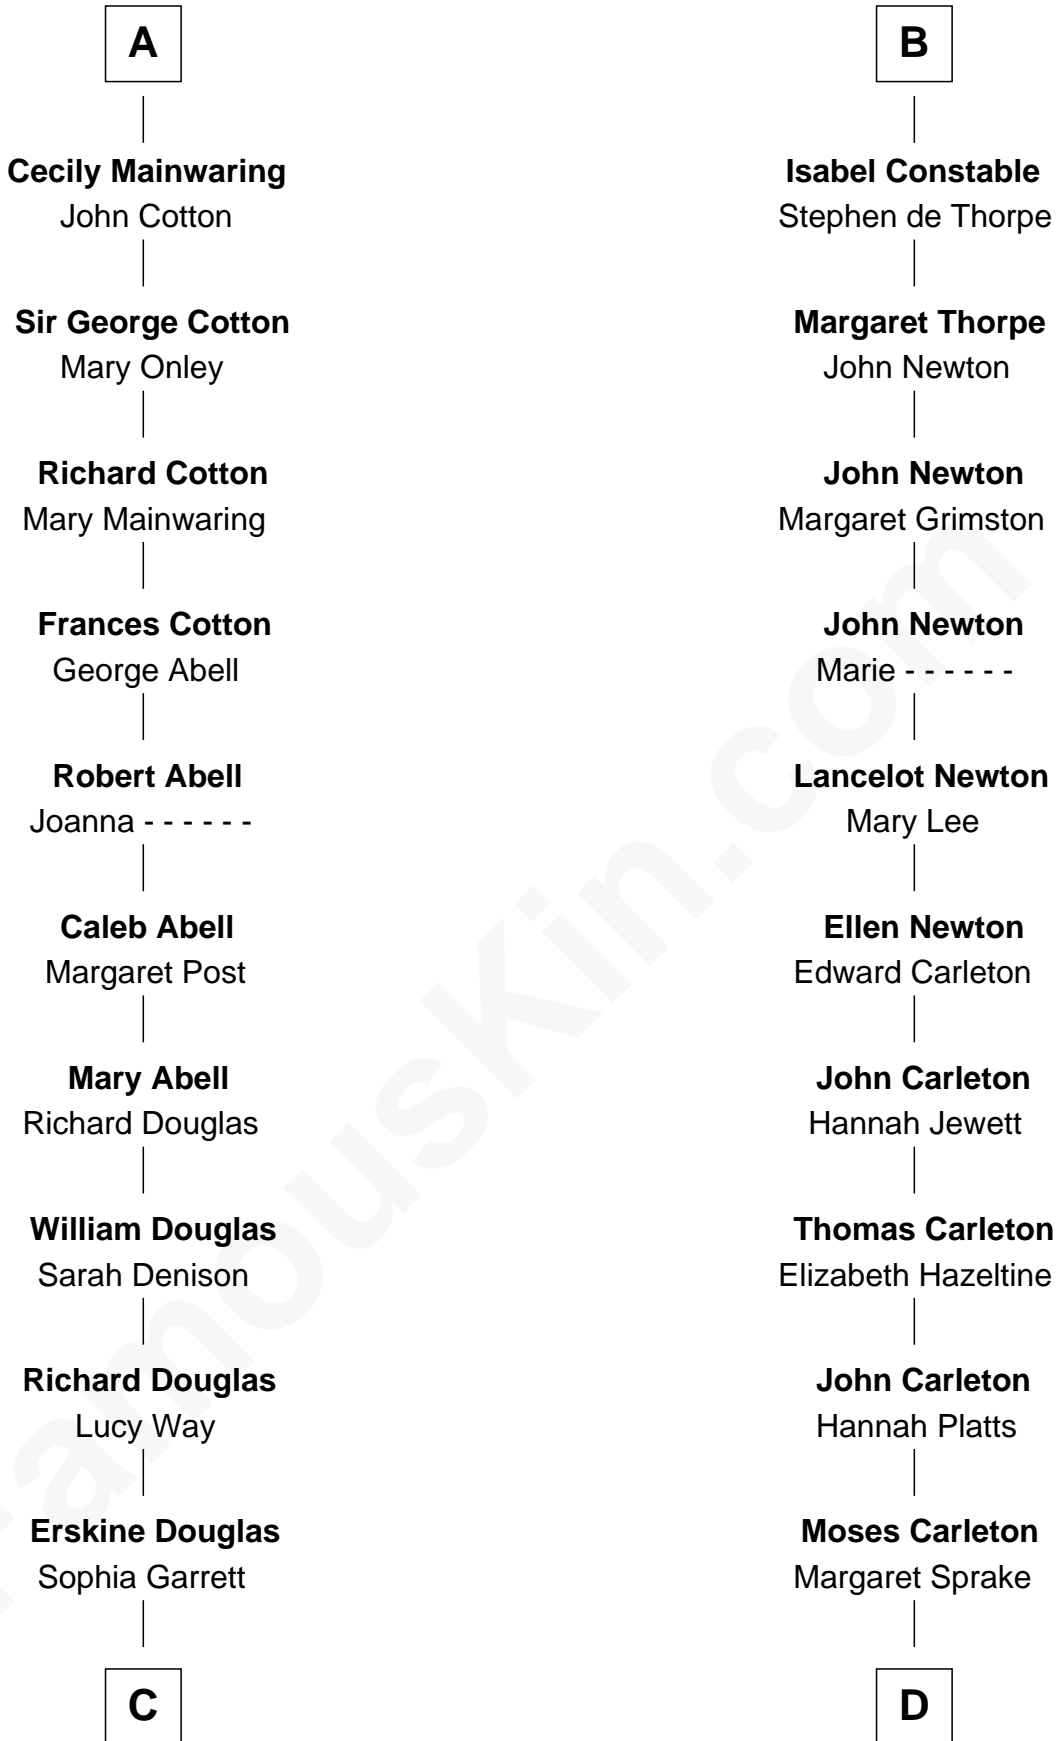 A
Cecily Mainwaring
John Cotton
Sir George Cotton
Mary Onley
Richard Cotton
Mary Mainwaring
Frances Cotton
George Abell
Robert Abell
Joanna - - - - - -
Caleb Abell
Margaret Post
Mary Abell
Richard Douglas
William Douglas
Sarah Denison
Richard Douglas
Lucy Way
Erskine Douglas
Sophia Garrett
C
B
Isabel Constable
Stephen de Thorpe
Margaret Thorpe
John Newton
John Newton
Margaret Grimston
John Newton
Marie - - - - - -
Lancelot Newton
Mary Lee
Ellen Newton
Edward Carleton
John Carleton
Hannah Jewett
Thomas Carleton
Elizabeth Hazeltine
John Carleton
Hannah Platts
Moses Carleton
Margaret Sprake
D
FamousKin.com